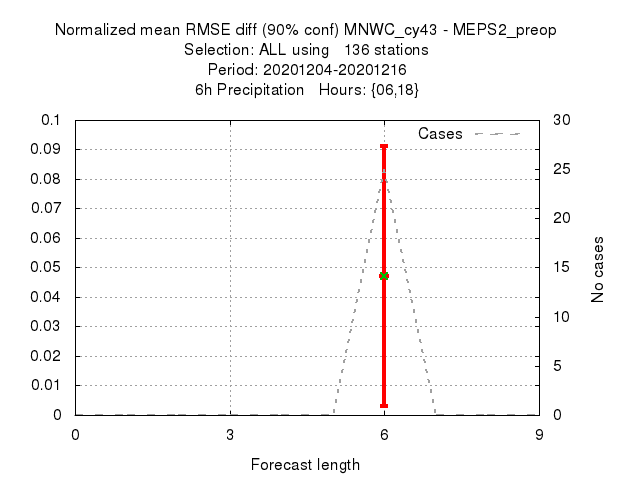 Normalized mean RMSE diff (90% conf) MNWC_cy43 - MEPS2_preop
Selection: ALL using 136 stations
Period: 20201204-20201216
6h Precipitation Hours: {06,18}
Cases
0.1
0.09
0.08
0.07
0.06
0.05
0.04
0.03
0.02
0.01
0
30
25
20
15
10
5
0
No cases
0 3 6 9
Forecast length